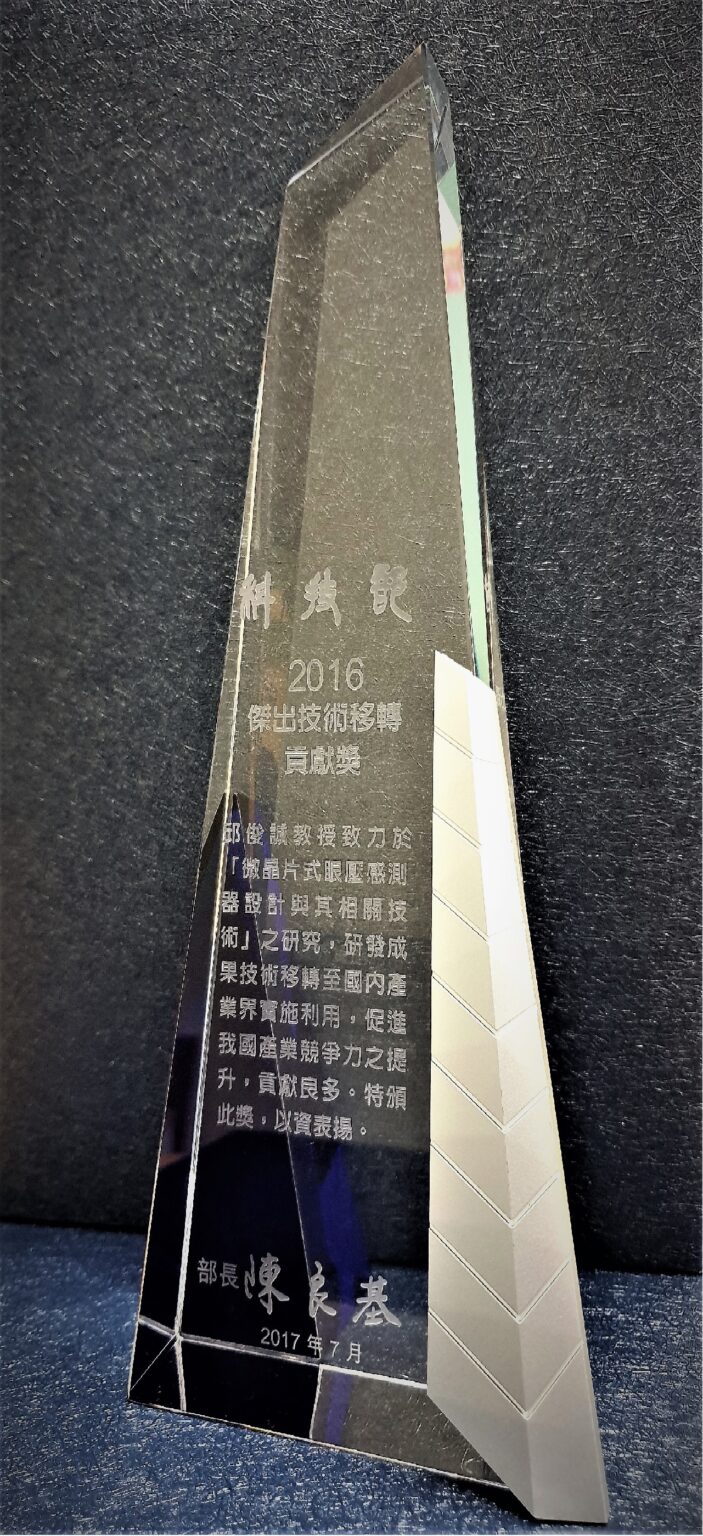 科技部
2016
傑出技術移轉
貢獻獎
邱俊誠教授致力於
「微晶片式眼壓感測
器設計與其相關技
術」之研究，研發成
果技術移轉至國內產
業界實施利用，促進
我國產業競爭力之提
升，貢獻良多。特頒
此獎，以資表揚。
部長 陳良基
2017 年 7 月